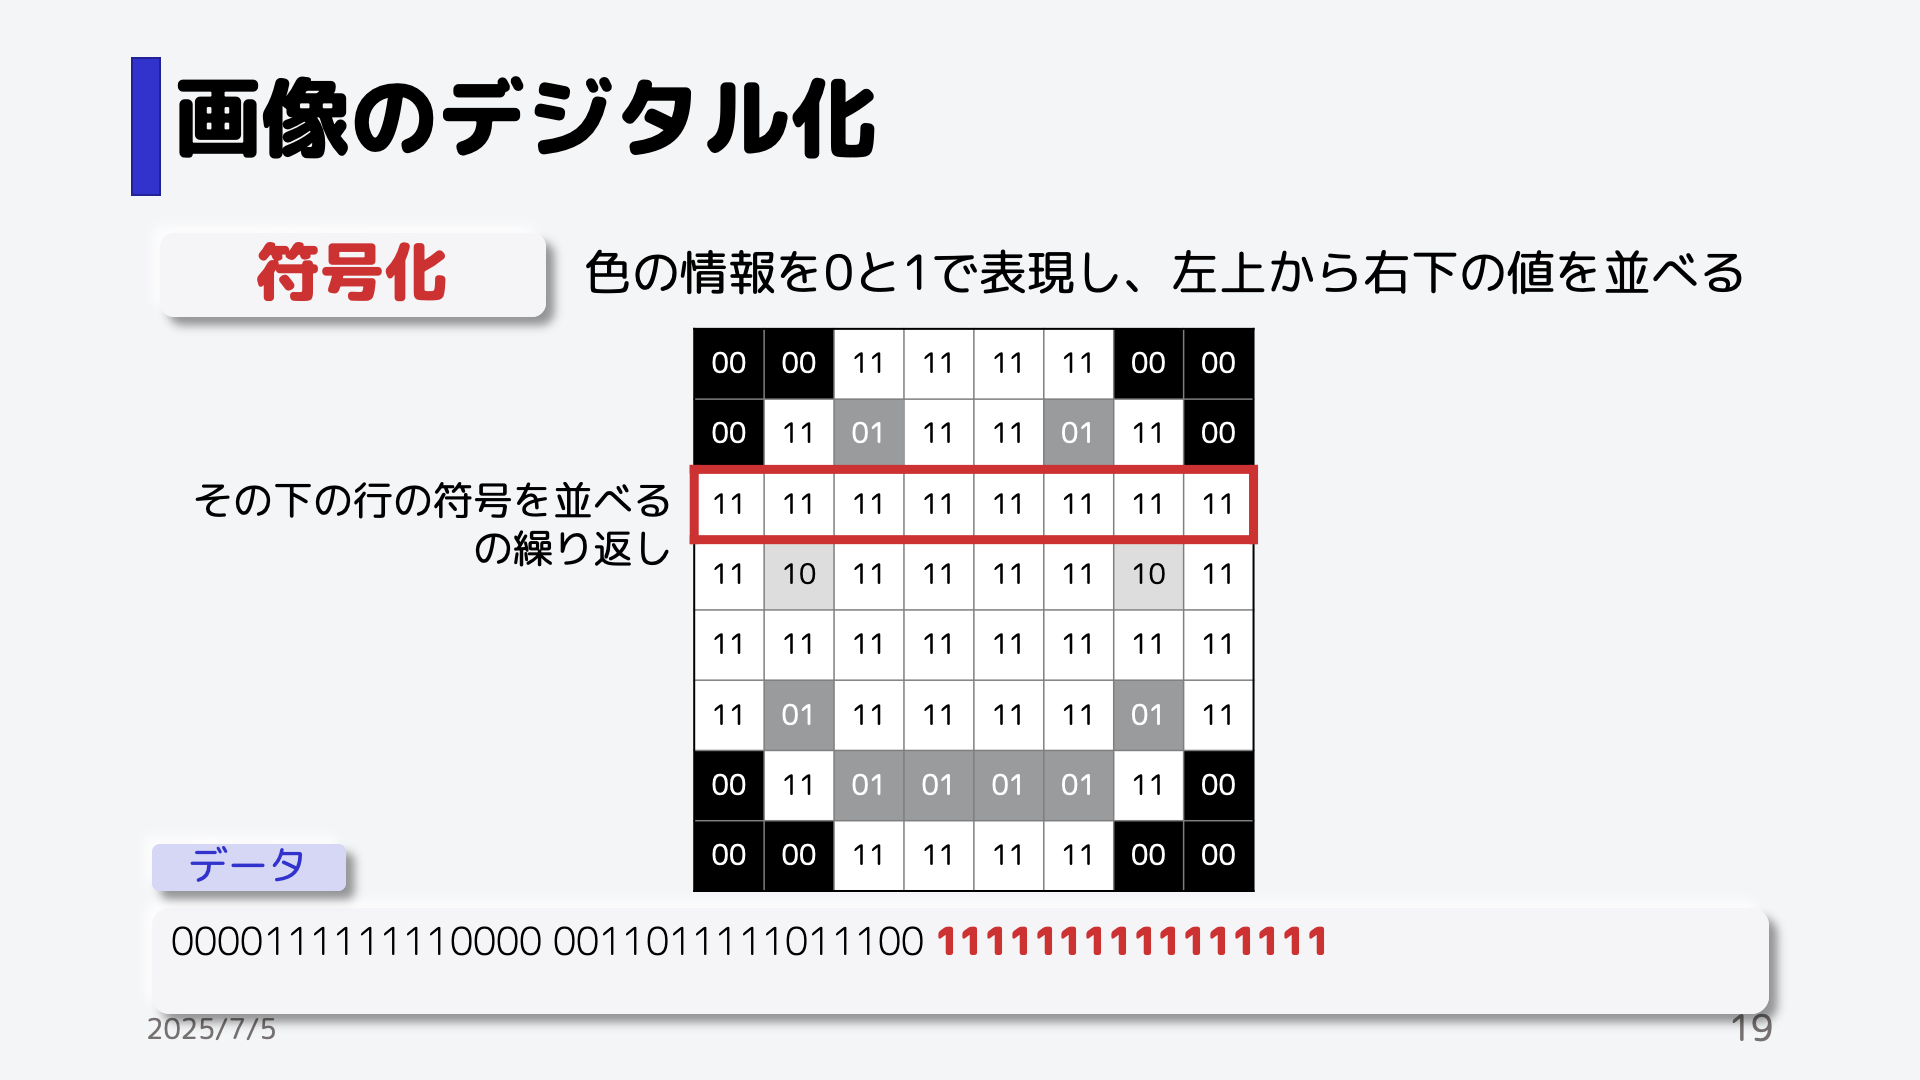 画像のデジタル化
符号化
色の情報を0と1で表現し、左上から右下の値を並べる
00 00 11 11 11 11 00 00
00 11 01 11 11 01 11 00
その下の行の符号を並べる
の繰り返し
11 11 11 11 11 11 11 11
11 10 11 11 11 11 10 11
11 11 11 11 11 11 11 11
11 01 11 11 11 11 01 11
00 11 01 01 01 01 11 00
00 00 11 11 11 11 00 00
データ
0000111111110000 0011011111011100 1111111111111111
2025/7/5
19